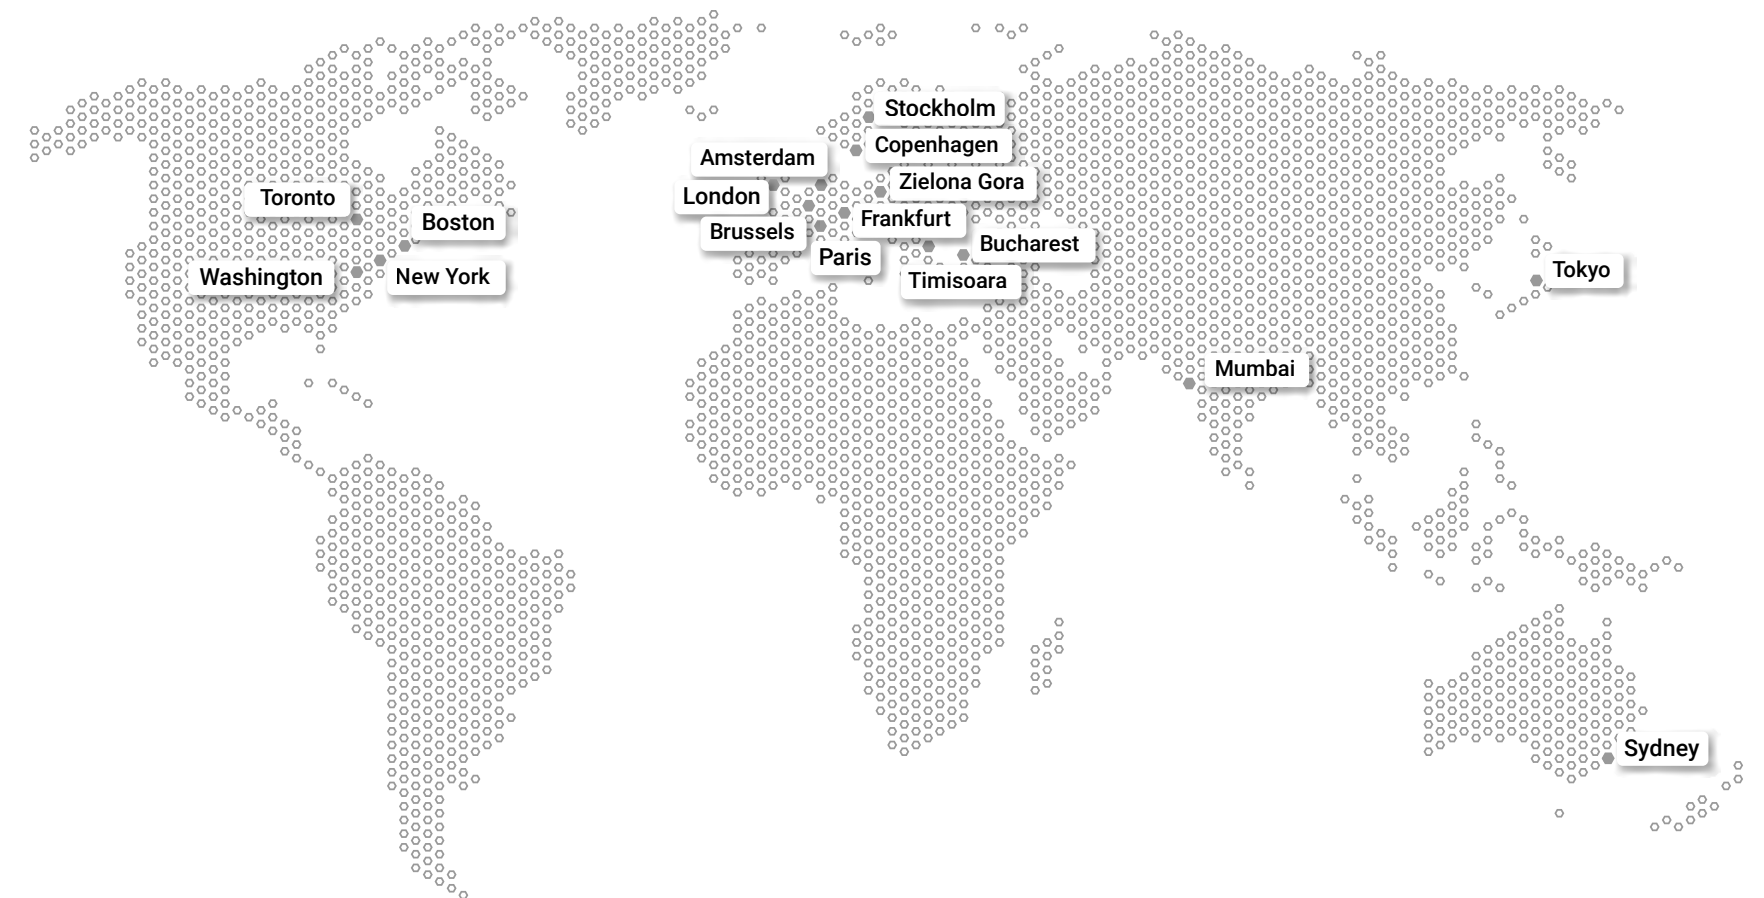 Stockholm
Copenhagen
Amsterdam
Zielona Gora
London
Toronto
Frankfurt
Boston
Brussels
Bucharest
Paris
Tokyo
Washington
New York
Timisoara
Mumbai
Sydney